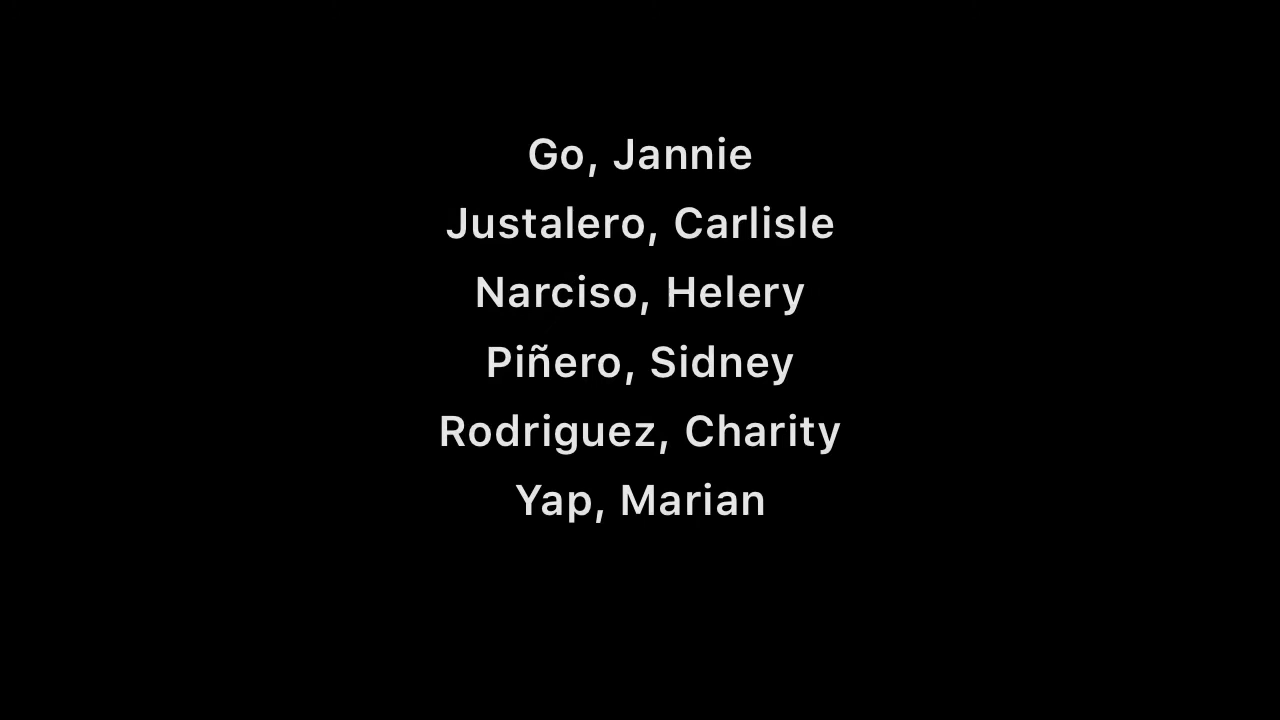 Go, Jannie
Justalero, Carlisle
Narciso, Helery
Piñero, Sidney
Rodriguez, Charity
Yap, Marian